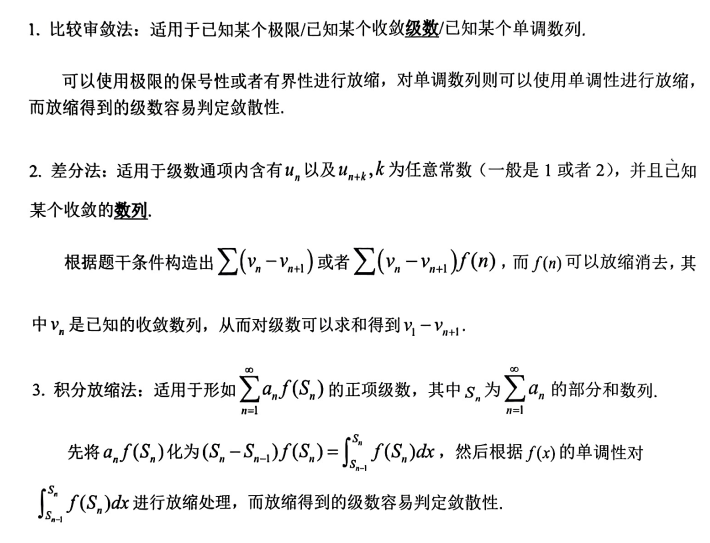 1. 比较审敛法：适用于已知某个极限/已知某个收敛级数/已知某个单调数列.
可以使用极限的保号性或者有界性进行放缩，对单调数列则可以使用单调性进行放缩，
而放缩得到的级数容易判定敛散性.
2. 差分法：适用于级数通项内含有 $u_n$ 以及 $u_{n+k}, k$ 为任意常数（一般是 1 或者 2），并且已知
某个收敛的数列.
根据题干条件构造出 $\sum(v_n-v_{n+1})$ 或者 $\sum(v_n-v_{n+1})f(n)$，而 $f(n)$ 可以放缩消去，其
中 $v_n$ 是已知的收敛数列，从而对级数可以求和得到 $v_1-v_{n+1}$.
3. 积分放缩法：适用于形如 $\sum_{n=1}^{\infty}a_n f(S_n)$ 的正项级数，其中 $S_n$ 为 $\sum_{n=1}^{\infty}a_n$ 的部分和数列.
先将 $a_n f(S_n)$ 化为 $(S_n-S_{n-1})f(S_n)=\int_{S_{n-1}}^{S_n}f(S_n)dx$，然后根据 $f(x)$ 的单调性对
$\int_{S_{n-1}}^{S_n}f(S_n)dx$ 进行放缩处理，而放缩得到的级数容易判定敛散性.